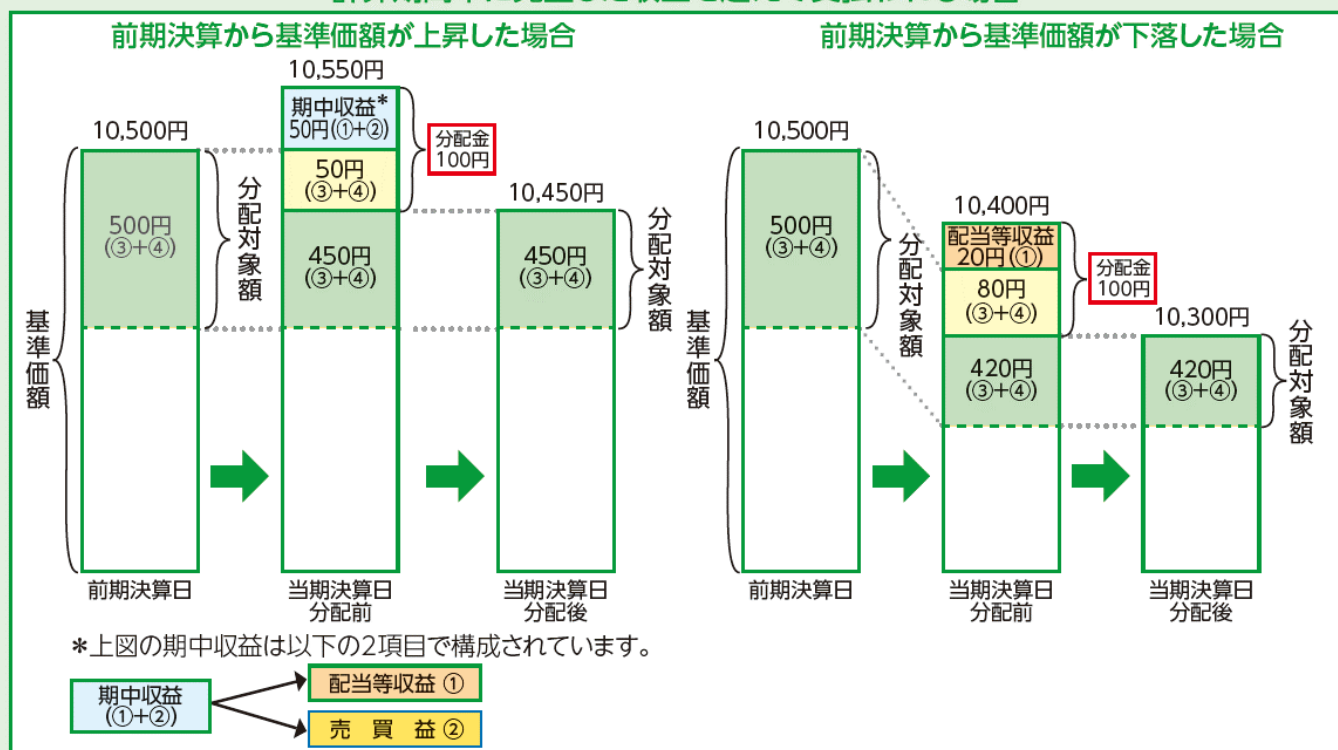 前期決算から基準価額が上昇した場合
10,500円
500円
(③+④)
分配対象額
基準価額
10,550円
期中収益*
50円(①+②)
50円
(③+④)
450円
(③+④)
分配金
100円
10,450円
450円
(③+④)
分配対象額
前期決算日
当期決算日
分配前
当期決算日
分配後
前期決算から基準価額が下落した場合
10,500円
500円
(③+④)
分配対象額
基準価額
10,400円
配当等収益
20円(①)
80円
(③+④)
420円
(③+④)
分配金
100円
10,300円
420円
(③+④)
分配対象額
前期決算日
当期決算日
分配前
当期決算日
分配後
*上図の期中収益は以下の2項目で構成されています。
期中収益
(①+②)
配当等収益 ①
売 買 益 ②